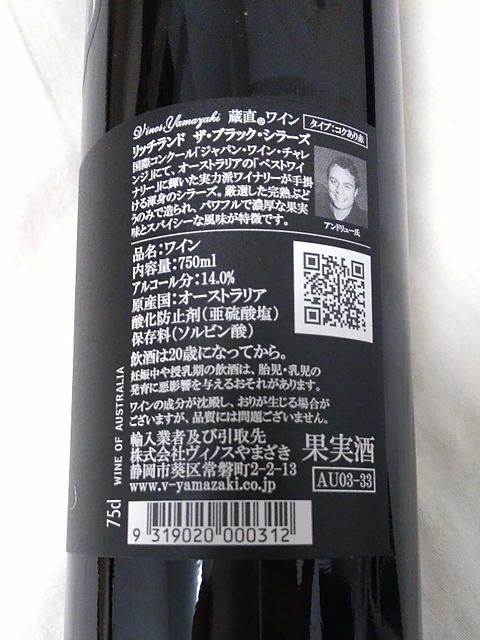 Vinos Yamazaki 蔵直®ワイン タイプ:コクあり赤
リッチランド ザ・ブラック・シラーズ
国際コンクール「ジャパン・ワイン・チャレ
ンジ」にて、オーストラリアの「ベストワイ
ナリー」に輝いた実力派ワイナリーが手掛
ける渾身のシラーズ。厳選した完熟ぶど
うのみで造られ、パワフルで濃厚な果実
味とスパイシーな風味が特徴です。
アンドリュー氏
品名:ワイン
内容量:750ml
アルコール分:14.0%
原産国:オーストラリア
酸化防止剤(亜硫酸塩)
保存料(ソルビン酸)
飲酒は20歳になってから。
妊娠中や授乳期の飲酒は、胎児・乳児の
発育に悪影響を与えるおそれがあります。
ワインの成分が沈殿し、おりが生じる場合が
ございますが、品質には問題ございません。
輸入業者及び引取先
株式会社ヴィノスやまざき
静岡市葵区常磐町2-2-13
www.v-yamazaki.co.jp
果実酒
AU03-33
75cl WINE OF AUSTRALIA
9 319020 000312